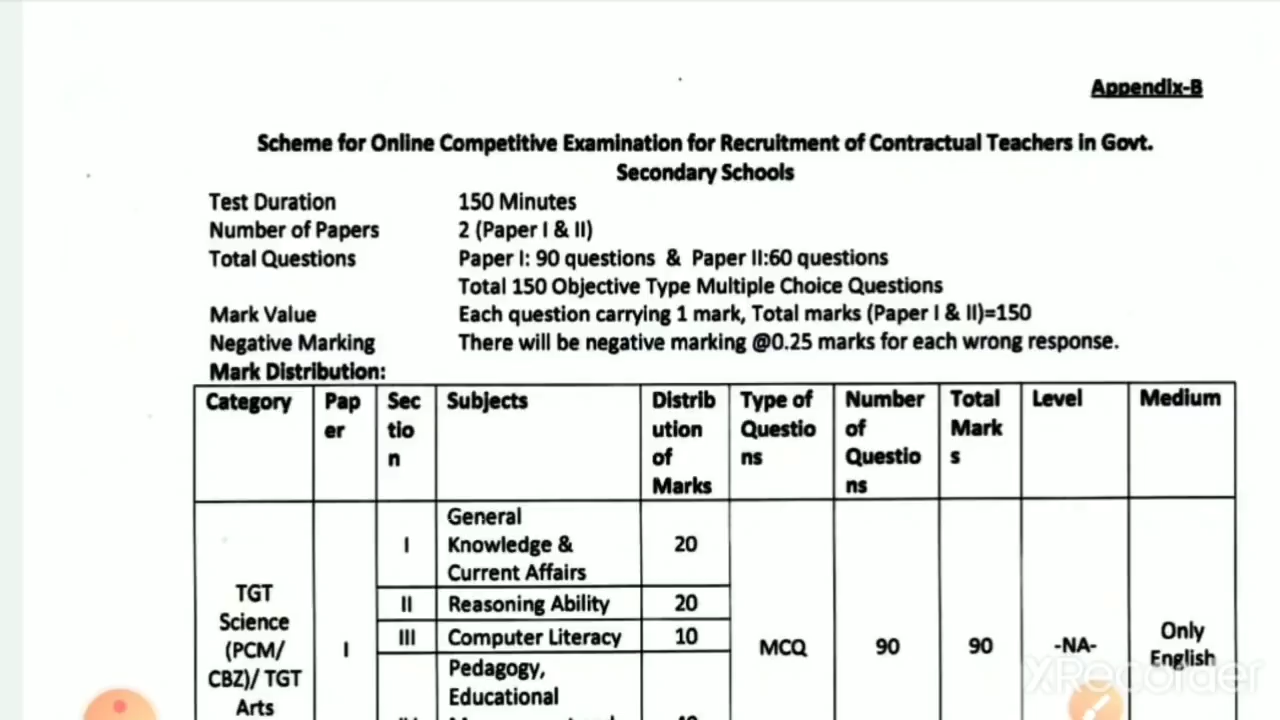 Appendix-B
Scheme for Online Competitive Examination for Recruitment of Contractual Teachers in Govt.
Secondary Schools
Test Duration 150 Minutes
Number of Papers 2 (Paper I & II)
Total Questions Paper I: 90 questions & Paper II:60 questions
Total 150 Objective Type Multiple Choice Questions
Mark Value Each question carrying 1 mark, Total marks (Paper I & II)=150
Negative Marking There will be negative marking @0.25 marks for each wrong response.
Mark Distribution:
Category
Pap
er
Sec
tio
n
Subjects
Distrib
ution
of
Marks
Type of
Questio
ns
Number
of
Questio
ns
Total
Mark
s
Level
Medium
TGT
Science
(PCM/
CBZ)/ TGT
Arts
I
I
General
Knowledge &
Current Affairs
20
II
Reasoning Ability
20
III
Computer Literacy
10
Pedagogy,
Educational
MCQ
90
90
-NA-
Only
English
XRecorder